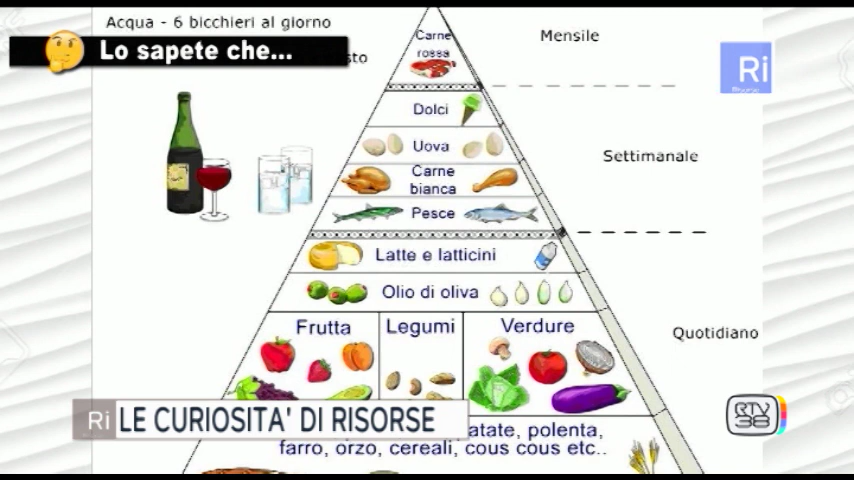 Acqua - 6 bicchieri al giorno
Lo sapete che...
Carne
rossa
Mensile
Ri
Risorse
Dolci
Uova
Carne
bianca
Settimanale
Pesce
Latte e latticini
Olio di oliva
Frutta
Legumi
Verdure
Quotidiano
Ri LE CURIOSITA' DI RISORSE
polenta,
farro, orzo, cereali, cous cous etc..
RTV
38